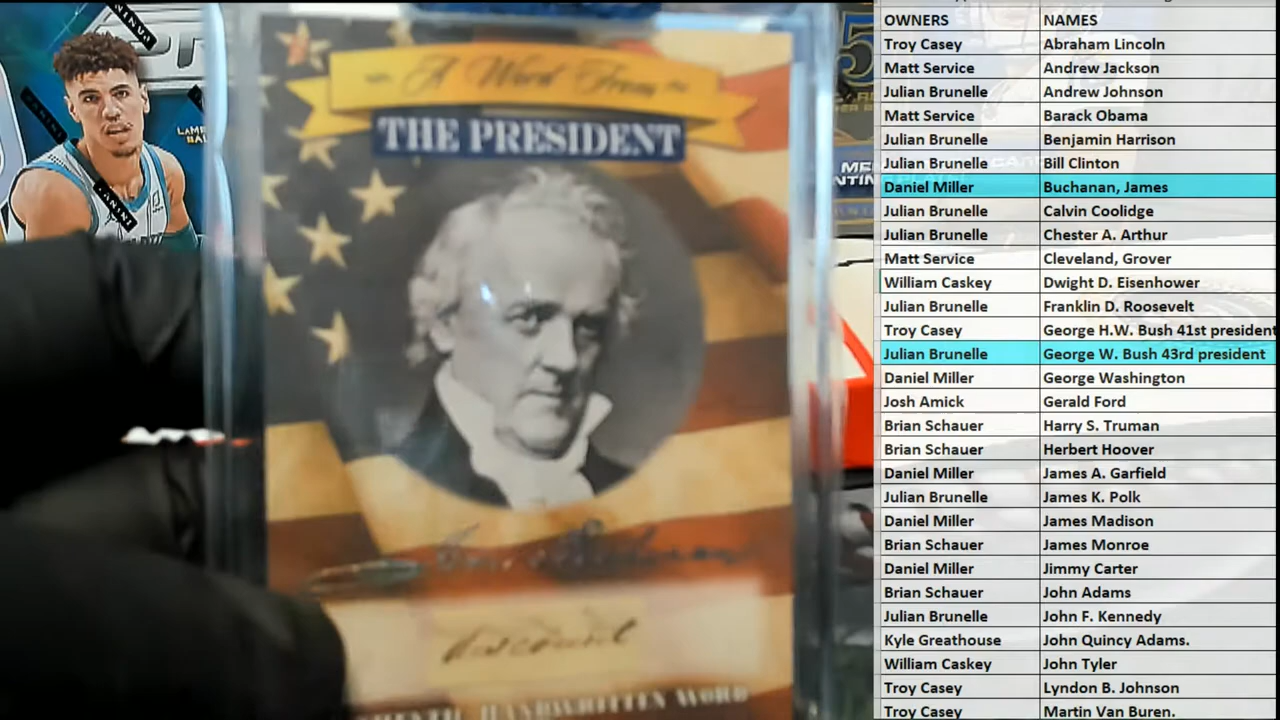 A Word From
THE PRESIDENT
HANDWRITTEN WORD
OWNERS NAMES
Troy Casey Abraham Lincoln
Matt Service Andrew Jackson
Julian Brunelle Andrew Johnson
Matt Service Barack Obama
Julian Brunelle Benjamin Harrison
Julian Brunelle Bill Clinton
Daniel Miller Buchanan, James
Julian Brunelle Calvin Coolidge
Julian Brunelle Chester A. Arthur
Matt Service Cleveland, Grover
William Caskey Dwight D. Eisenhower
Julian Brunelle Franklin D. Roosevelt
Troy Casey George H.W. Bush 41st president
Julian Brunelle George W. Bush 43rd president
Daniel Miller George Washington
Josh Amick Gerald Ford
Brian Schauer Harry S. Truman
Brian Schauer Herbert Hoover
Daniel Miller James A. Garfield
Julian Brunelle James K. Polk
Daniel Miller James Madison
Brian Schauer James Monroe
Daniel Miller Jimmy Carter
Brian Schauer John Adams
Julian Brunelle John F. Kennedy
Kyle Greathouse John Quincy Adams.
William Caskey John Tyler
Troy Casey Lyndon B. Johnson
Troy Casey Martin Van Buren.